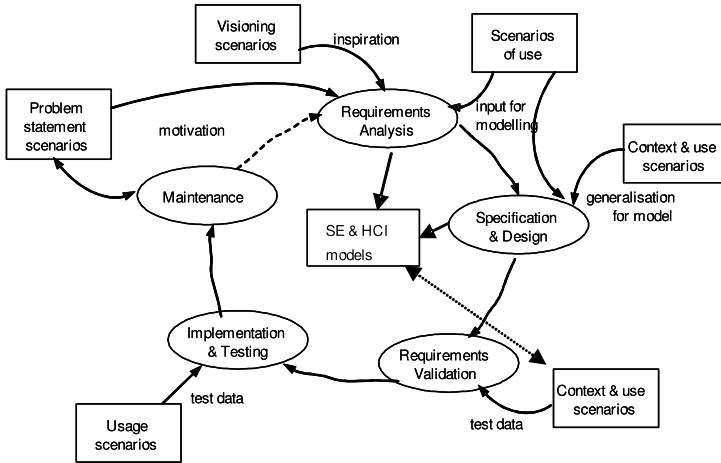 Visioning
scenarios
inspiration
Scenarios
of use
Problem
statement
scenarios
motivation
Requirements
Analysis
input for
modelling
Context & use
scenarios
Maintenance
generalisation
for model
Specification
& Design
SE & HCI
models
Implementation
& Testing
Requirements
Validation
Context & use
scenarios
test data
test data
Usage
scenarios